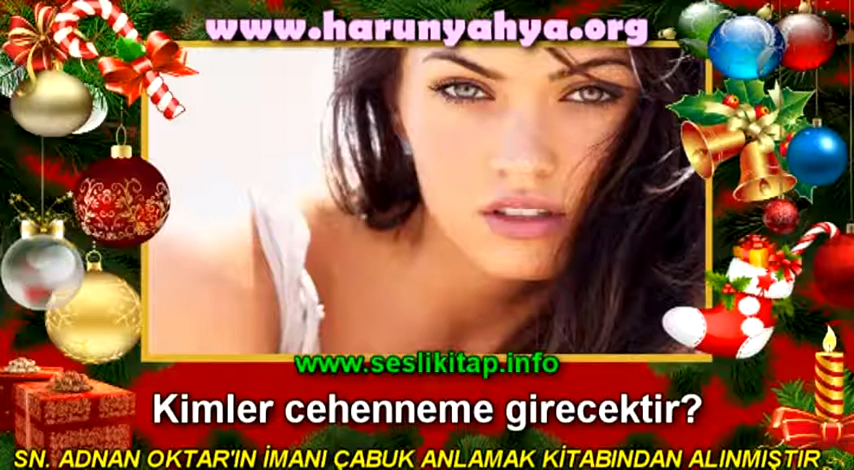 www.harunyahya.org
www.seslikitap.info
Kimler cehenneme girecektir?
SN. ADNAN OKTAR'IN İMANI ÇABUK ANLAMAK KİTABINDAN ALINMIŞTIR